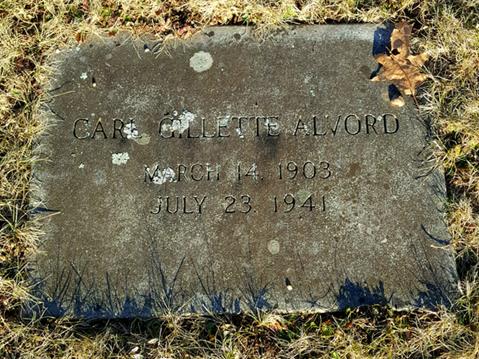 CARL GILLETTE ALVORD
MARCH 14, 1903
JULY 23, 1941